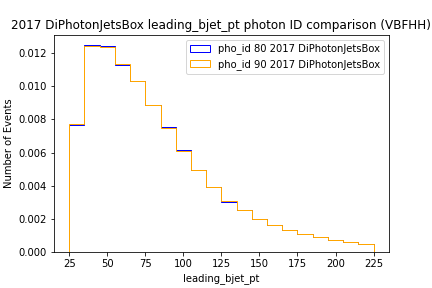 2017 DiPhotonJetsBox leading_bjet_pt photon ID comparison (VBFHH)
pho_id 80 2017 DiPhotonJetsBox
pho_id 90 2017 DiPhotonJetsBox
Number of Events
0.012
0.010
0.008
0.006
0.004
0.002
0.000
25 50 75 100 125 150 175 200 225
leading_bjet_pt